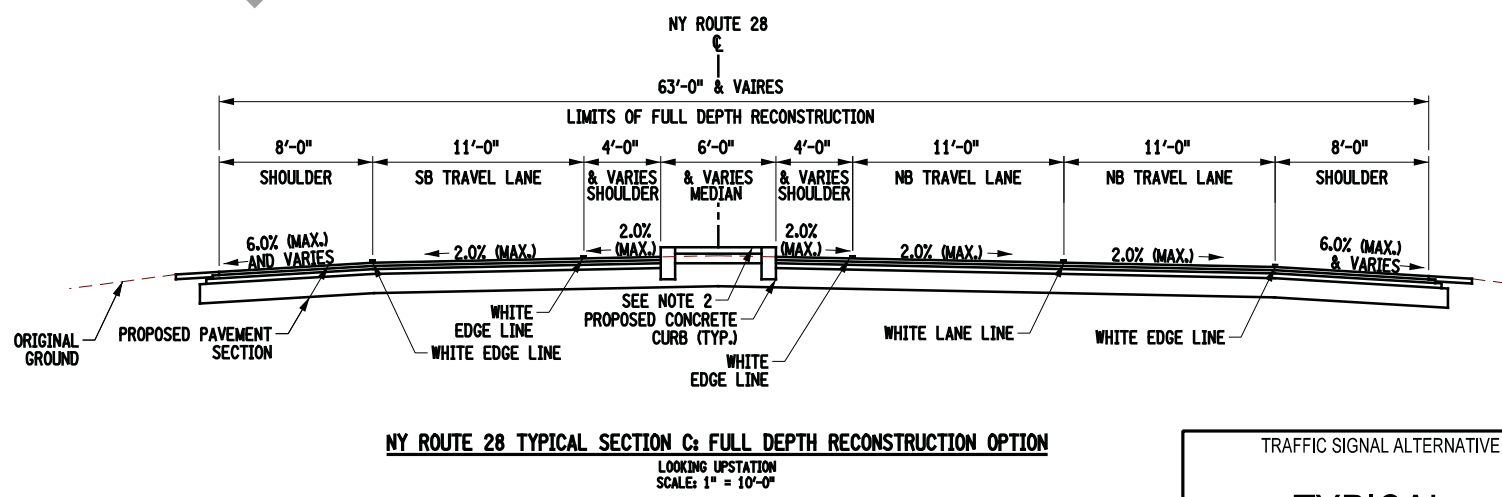 NY ROUTE 28
℄
63'-0" & VAIRES
LIMITS OF FULL DEPTH RECONSTRUCTION
8'-0"
11'-0"
4'-0"
6'-0"
4'-0"
11'-0"
11'-0"
8'-0"
SHOULDER
SB TRAVEL LANE
& VARIES
SHOULDER
& VARIES
MEDIAN
& VARIES
SHOULDER
NB TRAVEL LANE
NB TRAVEL LANE
SHOULDER
6.0% (MAX.)
AND VARIES
2.0% (MAX.)
2.0%
(MAX.)
2.0%
(MAX.)
2.0% (MAX.)
2.0% (MAX.)
6.0% (MAX.)
& VARIES
ORIGINAL
GROUND
PROPOSED PAVEMENT
SECTION
WHITE EDGE LINE
WHITE
EDGE LINE
SEE NOTE 2
PROPOSED CONCRETE
CURB (TYP.)
WHITE
EDGE LINE
WHITE LANE LINE
WHITE EDGE LINE
NY ROUTE 28 TYPICAL SECTION C: FULL DEPTH RECONSTRUCTION OPTION
LOOKING UPSTATION
SCALE: 1" = 10'-0"
TRAFFIC SIGNAL ALTERNATIVE